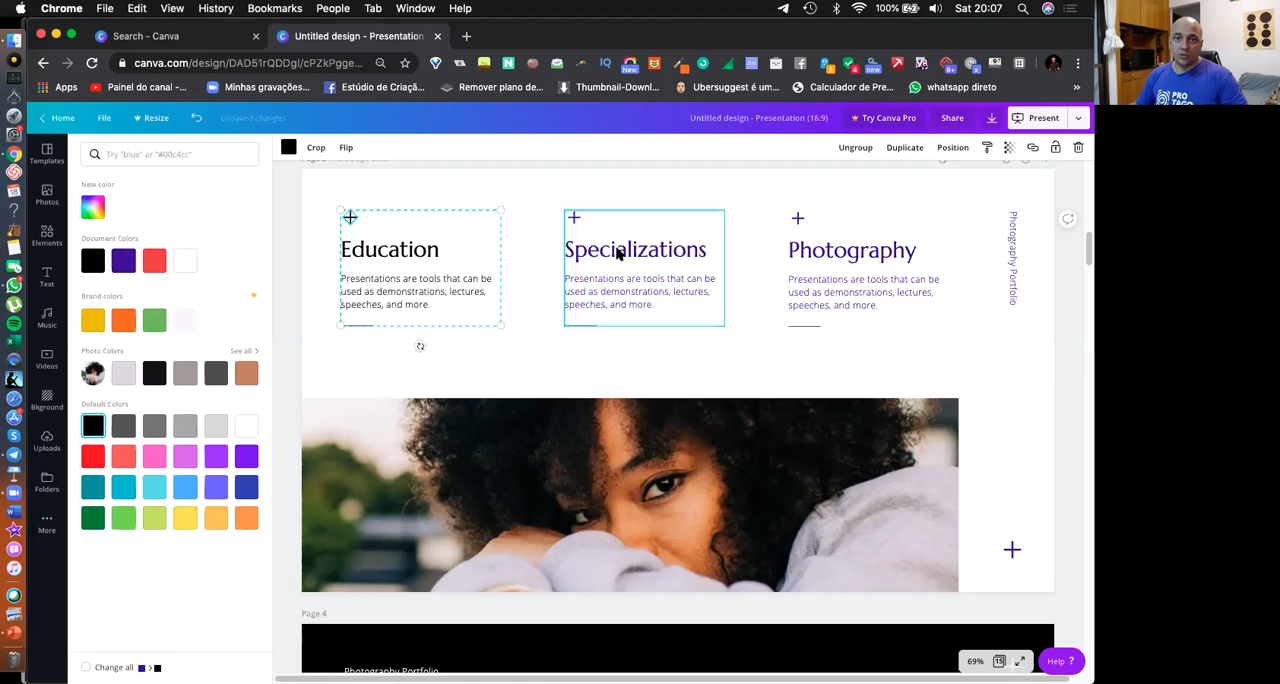 Chrome File Edit View History Bookmarks People Tab Window Help 100% Sat 20:07
Search - Canva
Untitled design - Presentation
canva.com/design/DAD51rQDDgI/cPZkPgge...
Apps Painel do canal -... Minhas gravações... Estúdio de Criaçã... Remover plano de... Thumbnail-Downl... Ubersuggest é um... Calculador de Pre... whatsapp direto »
Home File Resize Unsaved changes Untitled design - Presentation (16:9) Try Canva Pro Share Present
Try "blue" or "#00c4cc"
Crop Flip Ungroup Duplicate Position
Templates
Photos
Elements
Text
Music
Videos
Bkground
Uploads
Folders
More
New color
Document Colors
Brand colors
Photo Colors See all >
Default Colors
Change all
Education
Presentations are tools that can be
used as demonstrations, lectures,
speeches, and more.
Specializations
Presentations are tools that can be
used as demonstrations, lectures,
speeches, and more.
Photography
Presentations are tools that can be
used as demonstrations, lectures,
speeches, and more.
Photography Portfolio
Page 4
Photography Portfolio
69% 15 Help ?
PRO
TAGO